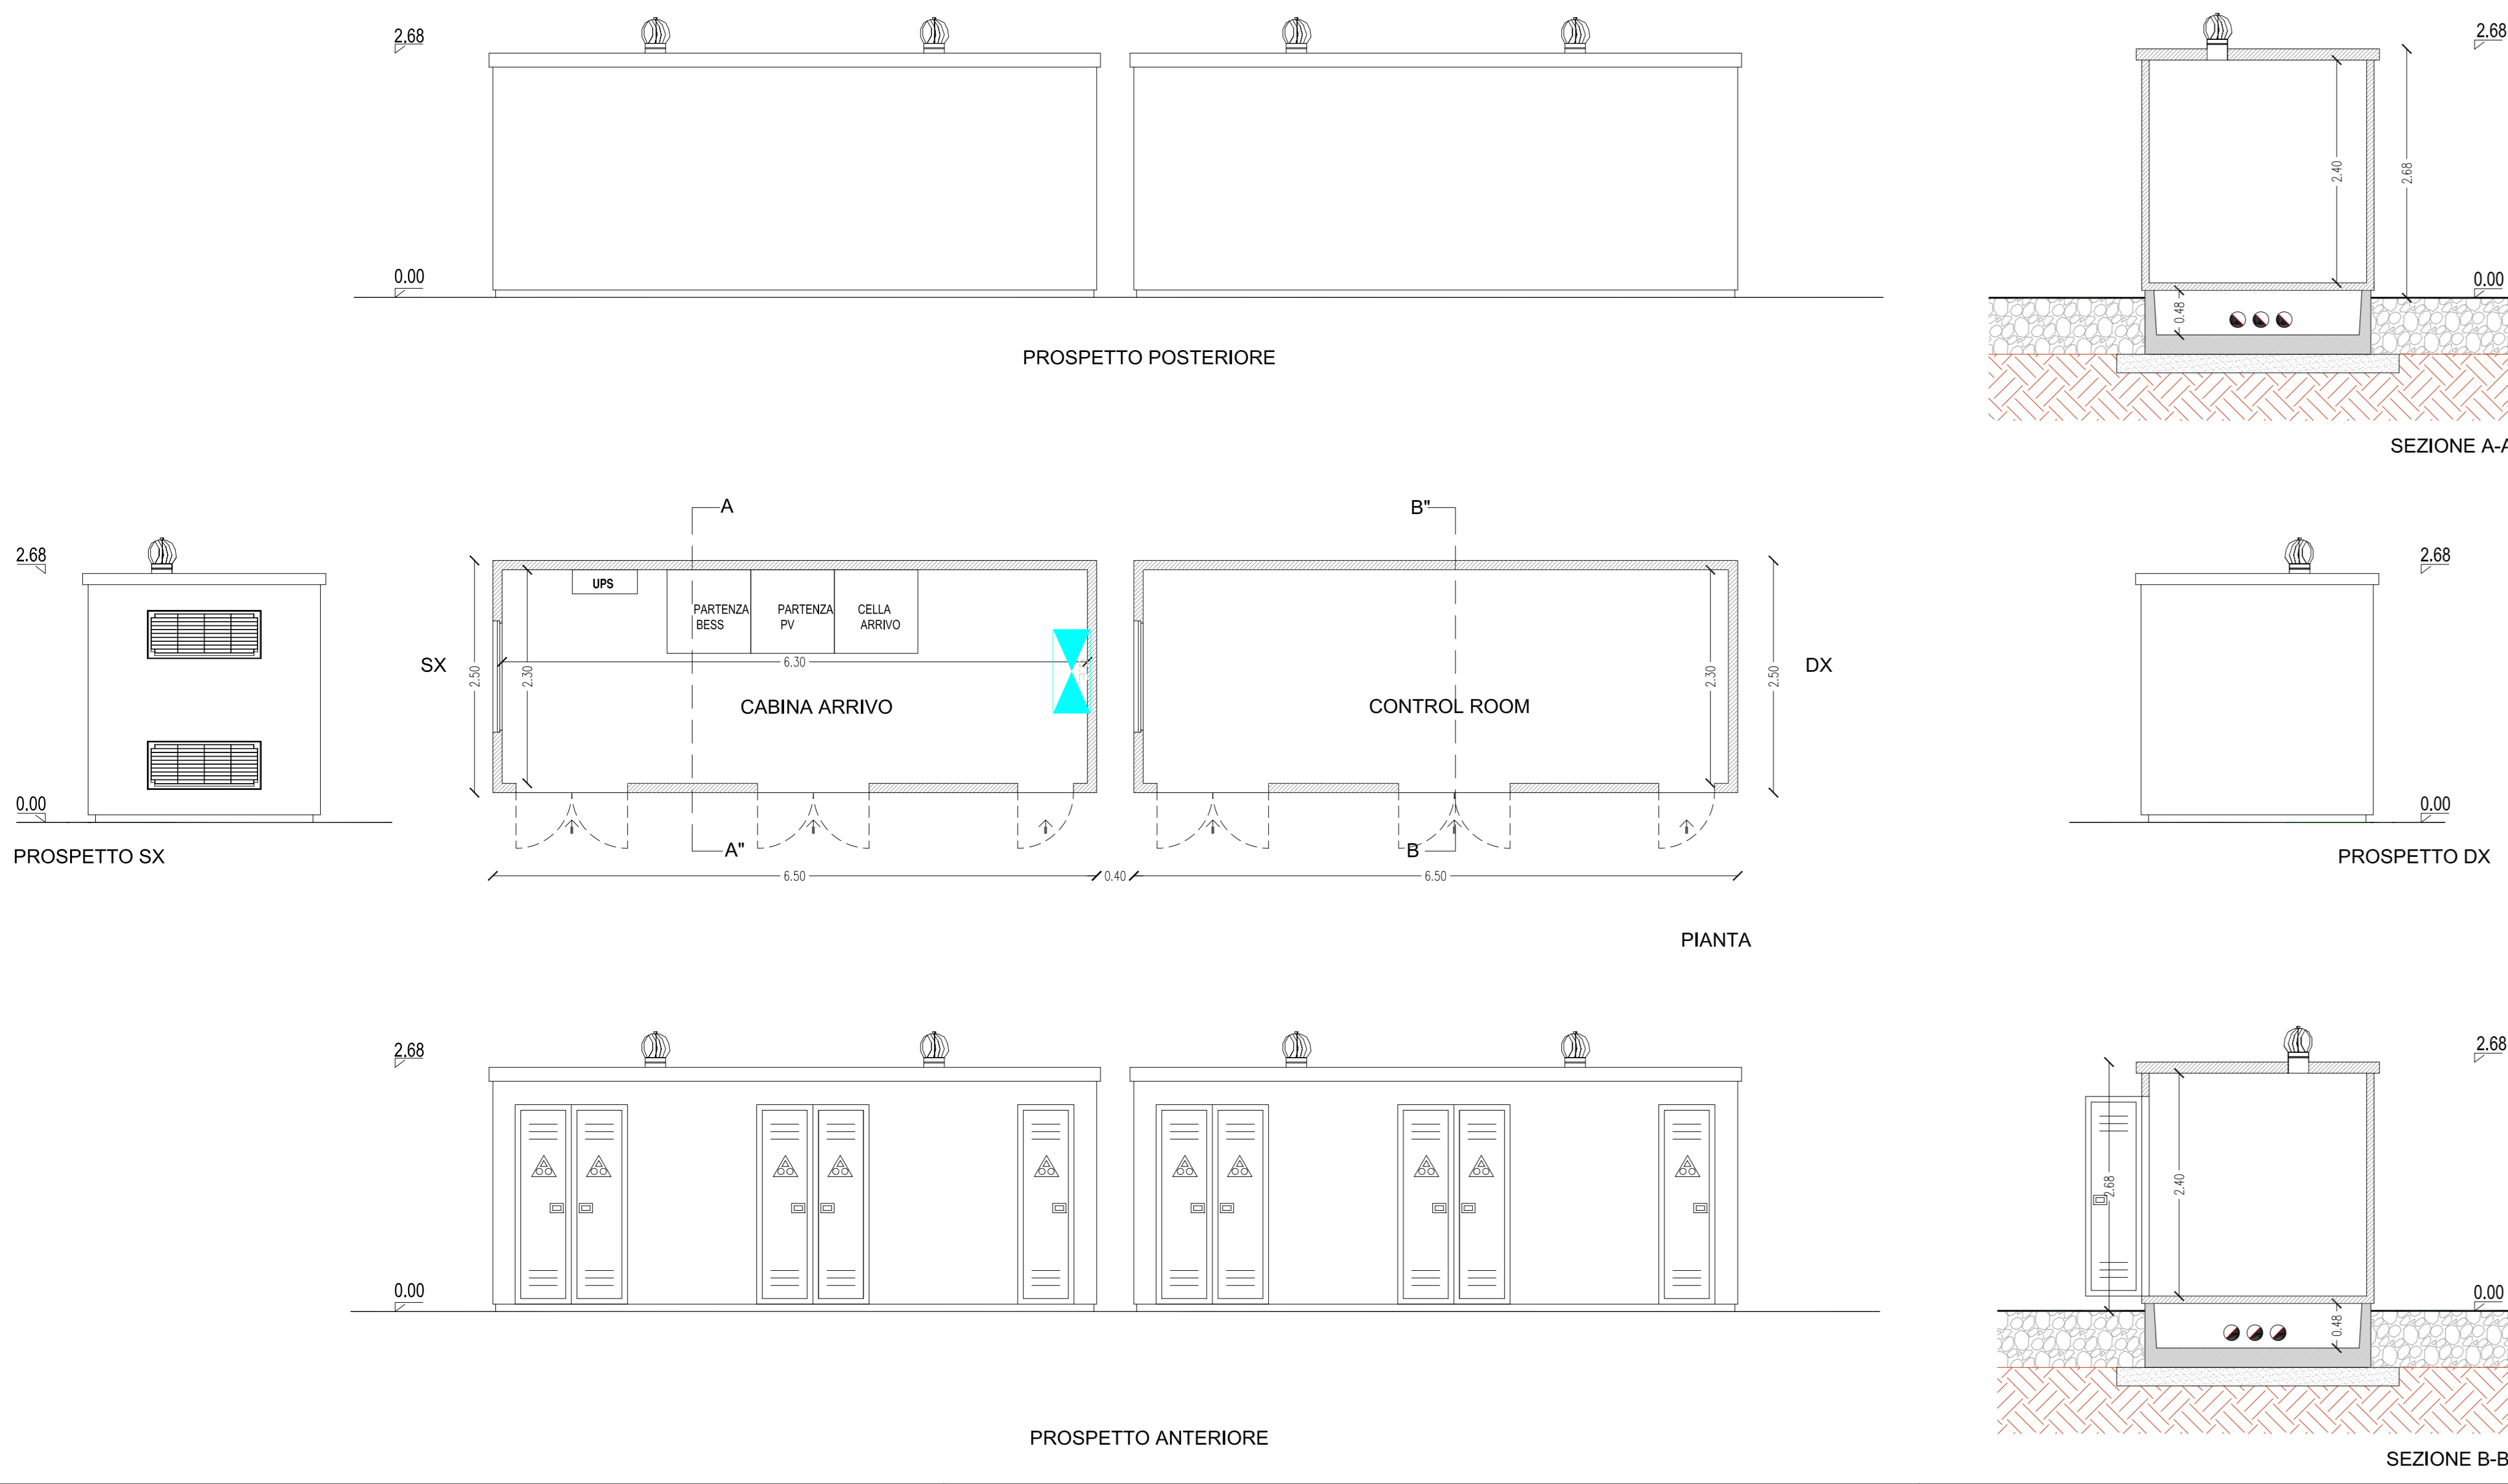 2.68
0.00
PROSPETTO POSTERIORE
2.68
2.40
2.68
0.00
0.48
SEZIONE A-A
2.68
0.00
PROSPETTO SX
A
B"
SX
2.50
2.30
UPS
PARTENZA
BESS
PARTENZA
PV
CELLA
ARRIVO
6.30
CABINA ARRIVO
CONTROL ROOM
2.30
2.50
DX
A"
B
6.50
0.40
6.50
PIANTA
2.68
0.00
PROSPETTO DX
2.68
0.00
PROSPETTO ANTERIORE
2.68
2.68
2.40
0.00
0.48
SEZIONE B-B